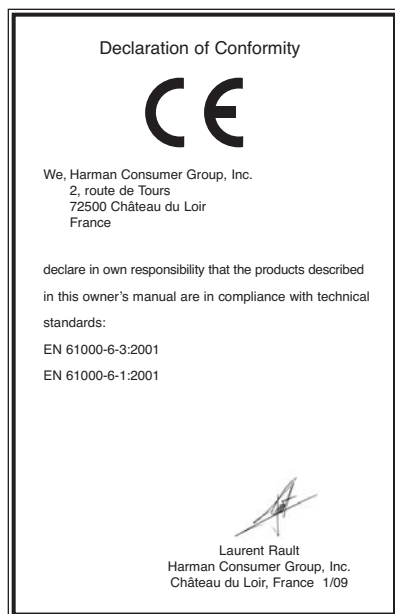 Declaration of Conformity
CE
We, Harman Consumer Group, Inc.
2, route de Tours
72500 Château du Loir
France
declare in own responsibility that the products described
in this owner’s manual are in compliance with technical
standards:
EN 61000-6-3:2001
EN 61000-6-1:2001
Laurent Rault
Harman Consumer Group, Inc.
Château du Loir, France 1/09